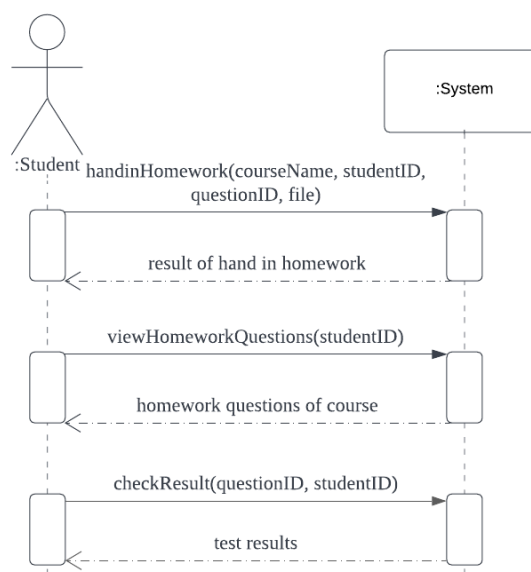 :System
:Student
handinHomework(courseName, studentID,
questionID, file)
result of hand in homework
viewHomeworkQuestions(studentID)
homework questions of course
checkResult(questionID, studentID)
test results